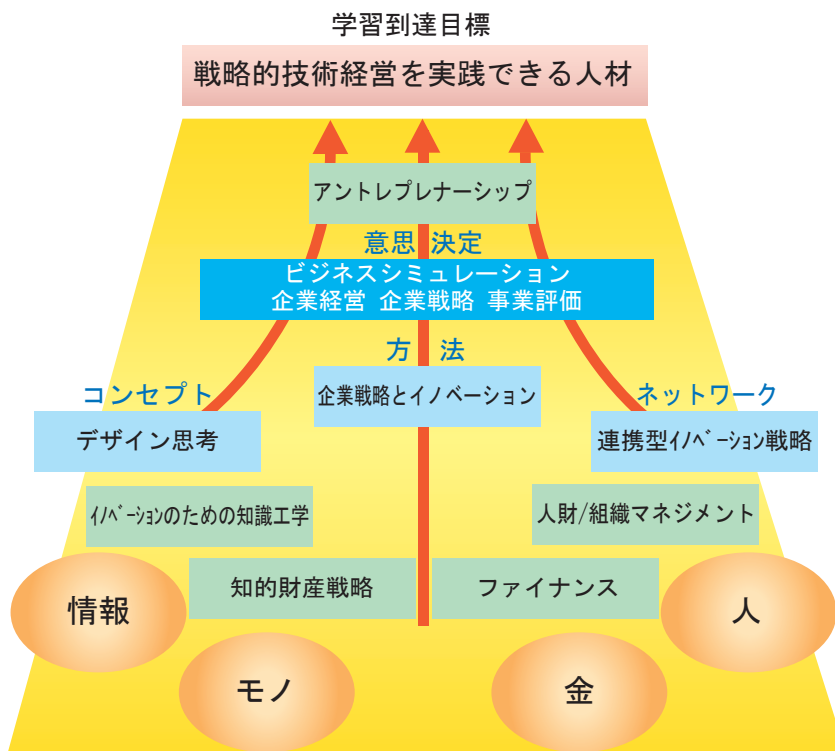 学習到達目標
戦略的技術経営を実践できる人材
アントレプレナーシップ
意思決定
ビジネスシミュレーション
企業経営 企業戦略 事業評価
方法
企業戦略とイノベーション
コンセプト
デザイン思考
ネットワーク
連携型イノベーション戦略
イノベーションのための知識工学
人財/組織マネジメント
知的財産戦略
ファイナンス
情報
人
モノ
金